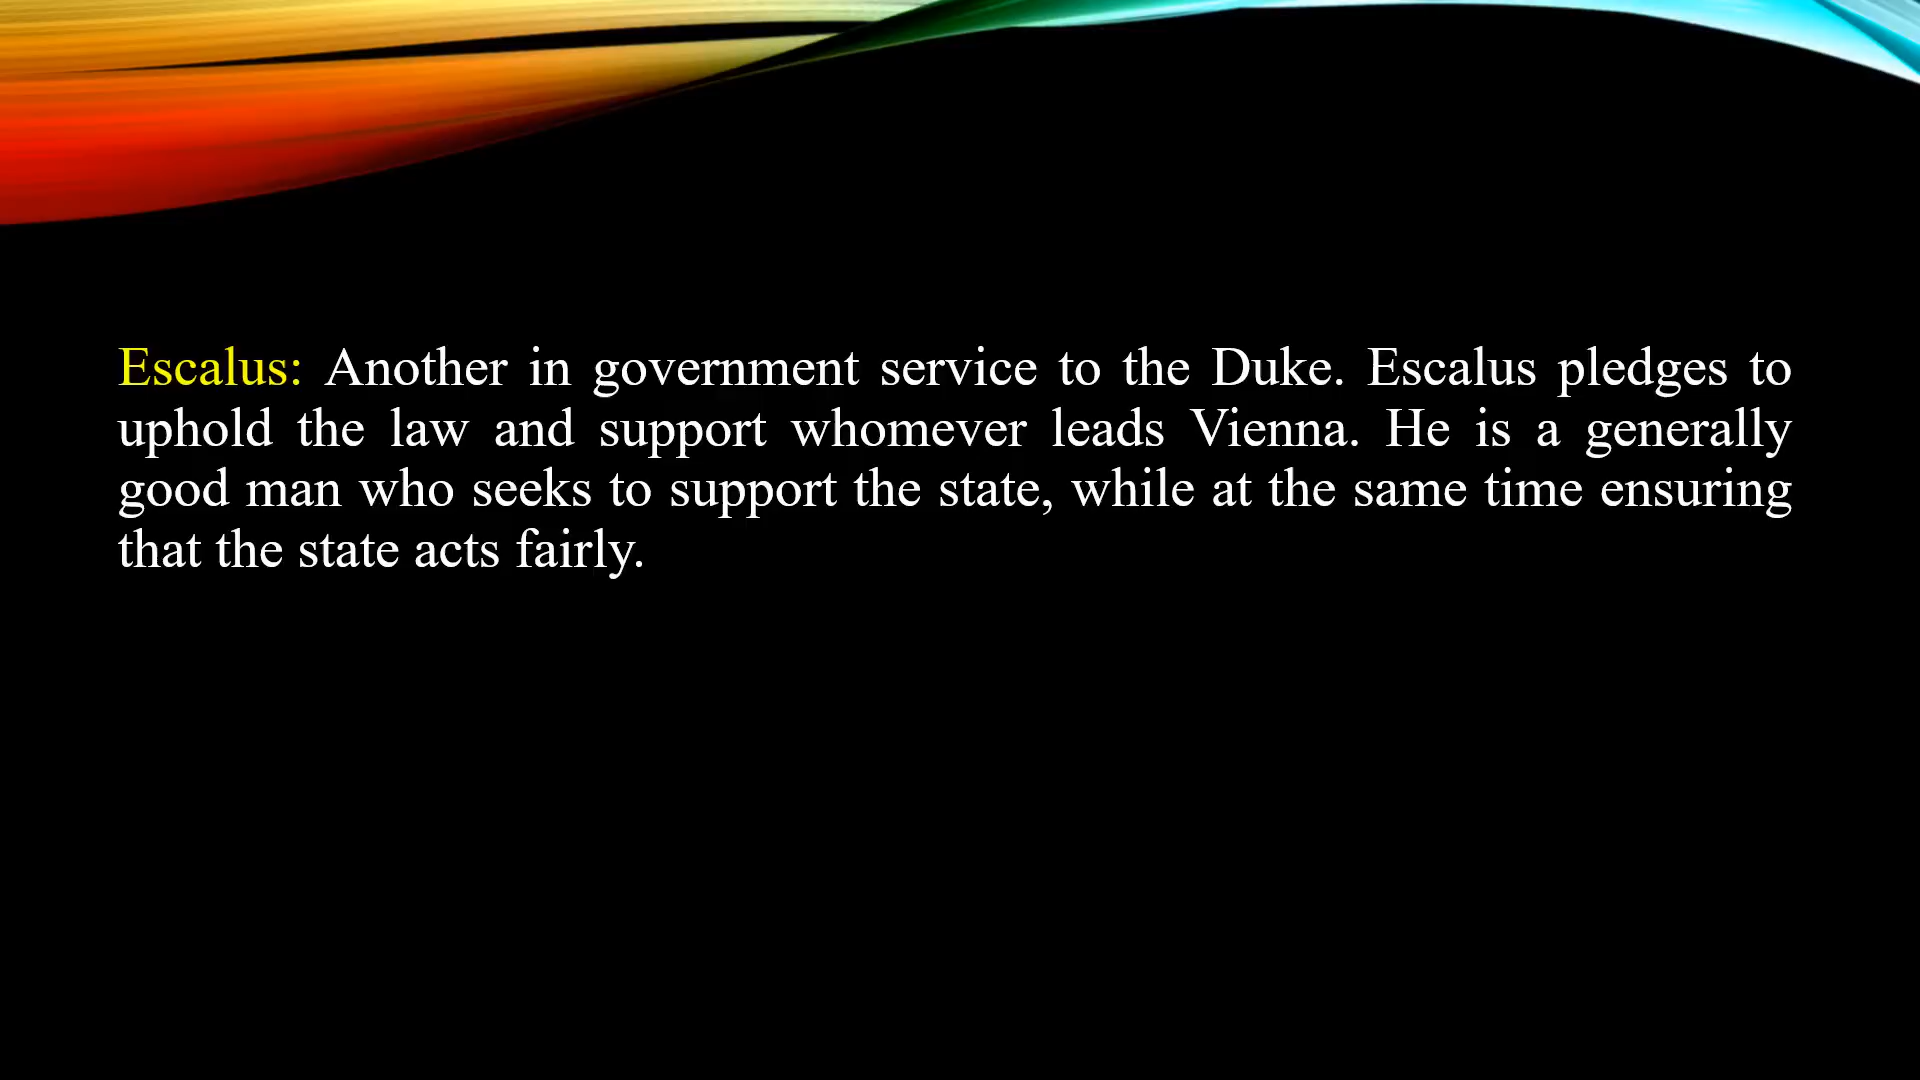 Escalus: Another in government service to the Duke. Escalus pledges to
uphold the law and support whomever leads Vienna. He is a generally
good man who seeks to support the state, while at the same time ensuring
that the state acts fairly.